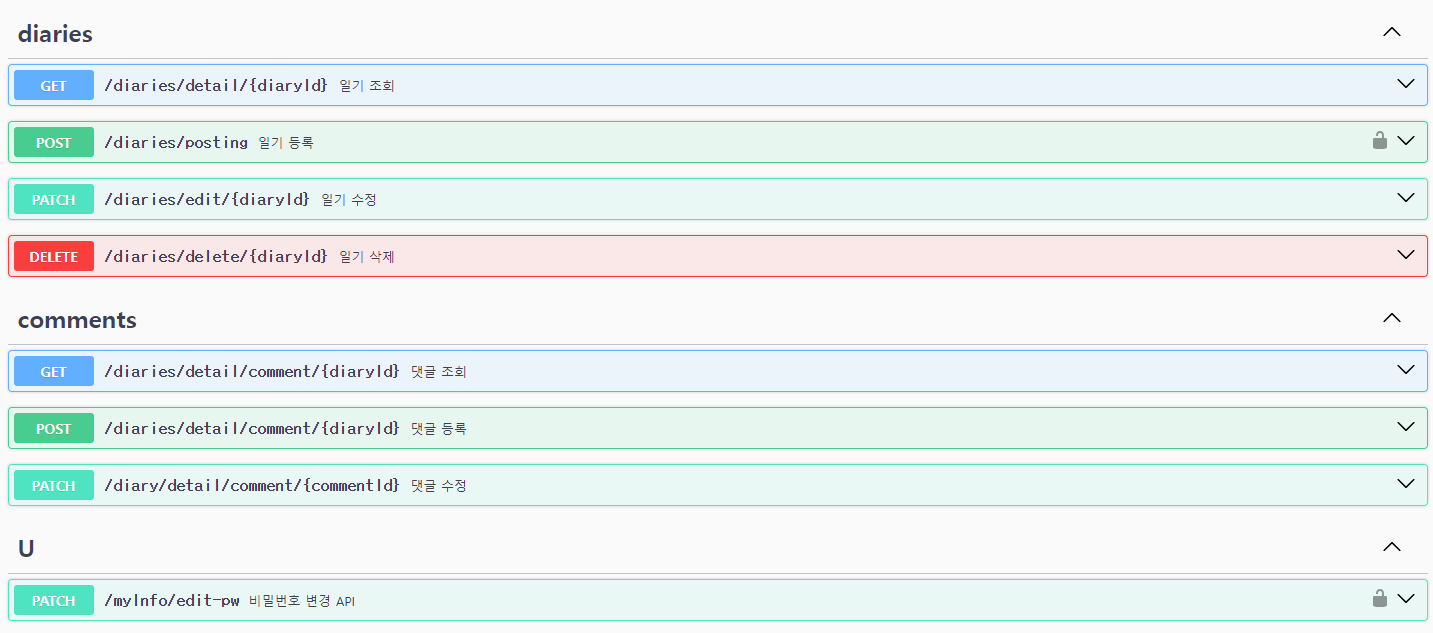 diaries
GET /diaries/detail/{diaryId} 일기 조회
POST /diaries/posting 일기 등록
PATCH /diaries/edit/{diaryId} 일기 수정
DELETE /diaries/delete/{diaryId} 일기 삭제
comments
GET /diaries/detail/comment/{diaryId} 댓글 조회
POST /diaries/detail/comment/{diaryId} 댓글 등록
PATCH /diary/detail/comment/{commentId} 댓글 수정
U
PATCH /myInfo/edit-pw 비밀번호 변경 API